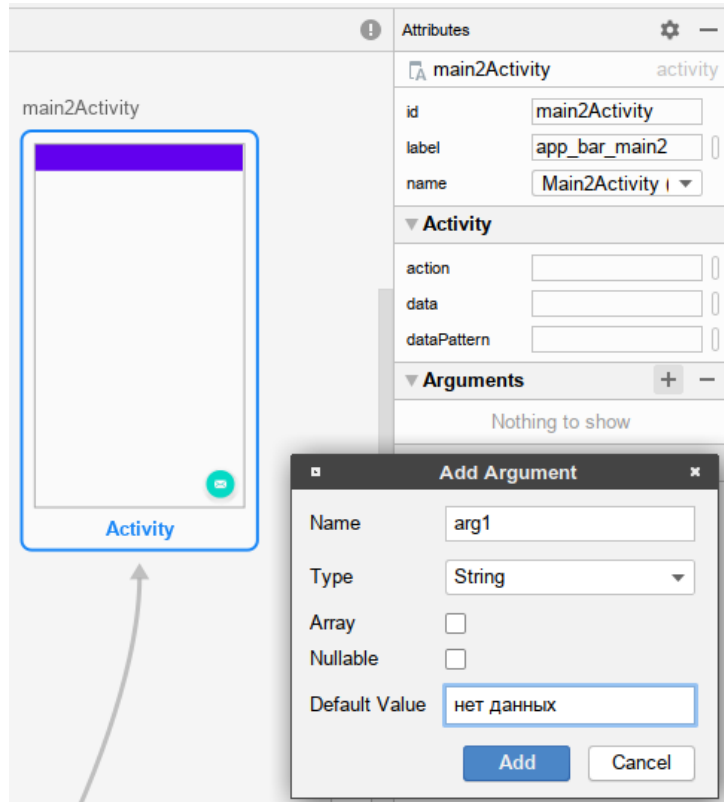 Attributes
main2Activity activity
main2Activity
id main2Activity
label app_bar_main2
name Main2Activity (
Activity
action
data
dataPattern
Arguments
Nothing to show
Activity
Add Argument
Name arg1
Type String
Array
Nullable
Default Value нет данных
Add Cancel